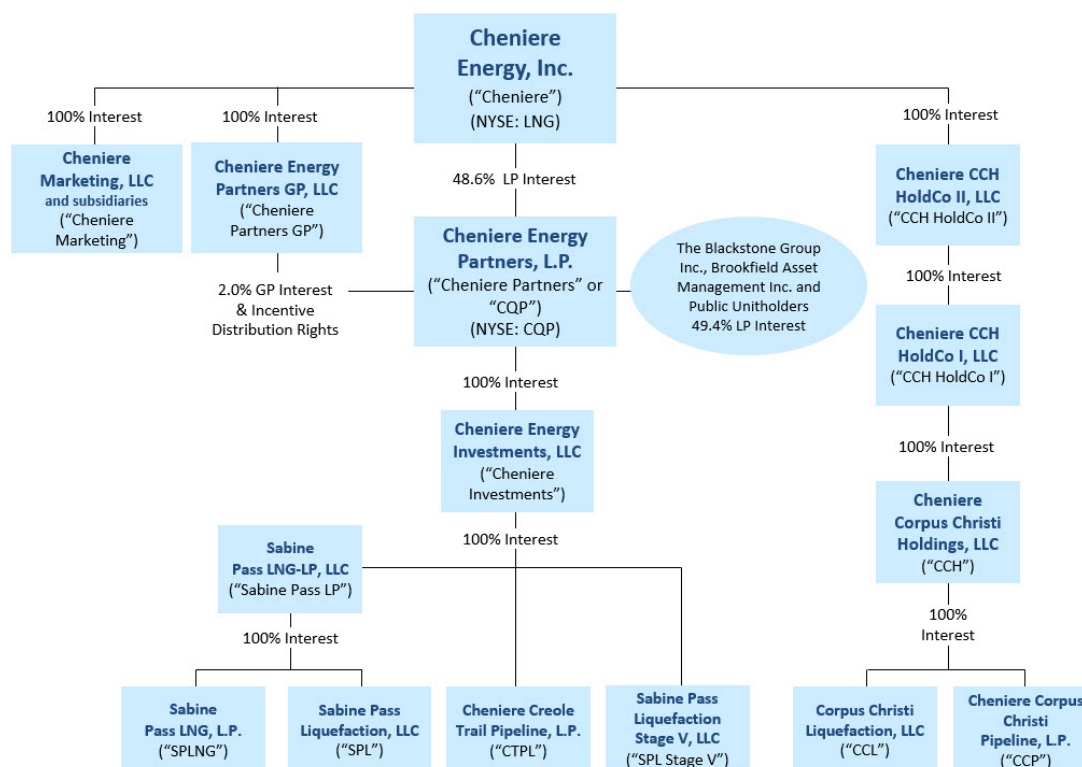 Cheniere
Energy, Inc.
(“Cheniere”)
(NYSE: LNG)
100% Interest
100% Interest
100% Interest
Cheniere
Marketing, LLC
and subsidiaries
(“Cheniere
Marketing”)
Cheniere Energy
Partners GP, LLC
(“Cheniere
Partners GP”)
48.6% LP Interest
Cheniere CCH
HoldCo II, LLC
(“CCH HoldCo II”)
2.0% GP Interest
& Incentive
Distribution Rights
Cheniere Energy
Partners, L.P.
(“Cheniere Partners” or
“CQP”)
(NYSE: CQP)
The Blackstone Group
Inc., Brookfield Asset
Management Inc. and
Public Unitholders
49.4% LP Interest
100% Interest
Cheniere CCH
HoldCo I, LLC
(“CCH HoldCo I”)
100% Interest
Cheniere Energy
Investments, LLC
(“Cheniere
Investments”)
100% Interest
Cheniere
Corpus Christi
Holdings, LLC
(“CCH”)
100% Interest
Sabine
Pass LNG-LP, LLC
(“Sabine Pass LP”)
100% Interest
100%
Interest
Sabine
Pass LNG, L.P.
(“SPLNG”)
Sabine Pass
Liquefaction, LLC
(“SPL”)
Cheniere Creole
Trail Pipeline, L.P.
(“CTPL”)
Sabine Pass
Liquefaction
Stage V, LLC
(“SPL Stage V”)
Corpus Christi
Liquefaction, LLC
(“CCL”)
Cheniere Corpus
Christi
Pipeline, L.P.
(“CCP”)